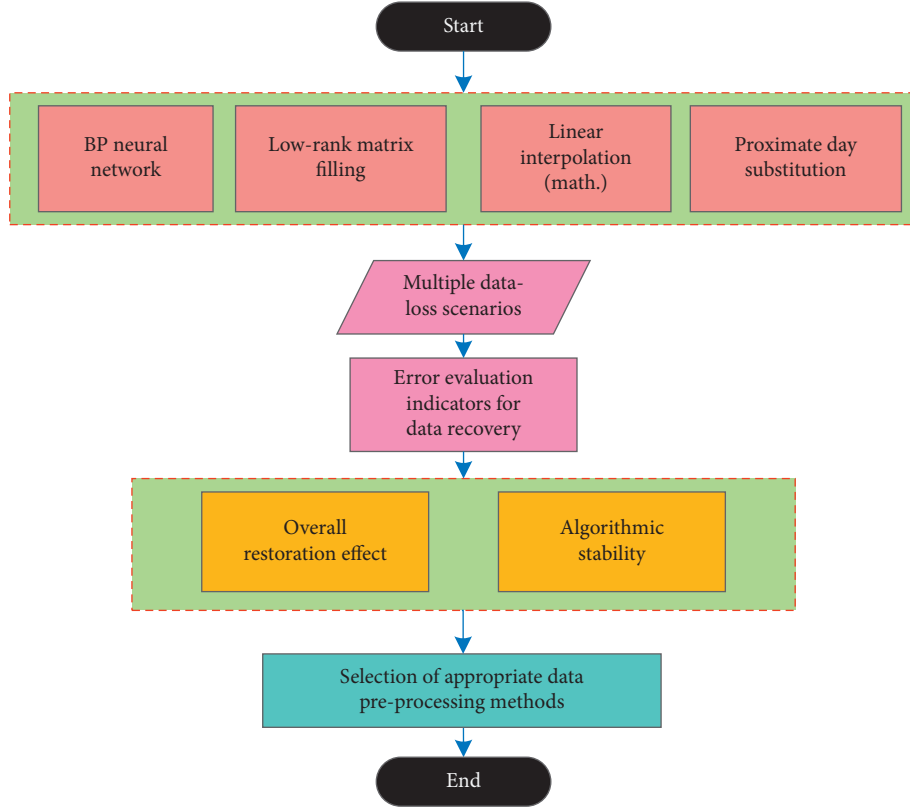 Start
BP neural
network
Low-rank matrix
filling
Linear
interpolation
(math.)
Proximate day
substitution
Multiple data-
loss scenarios
Error evaluation
indicators for
data recovery
Overall
restoration effect
Algorithmic
stability
Selection of appropriate data
pre-processing methods
End